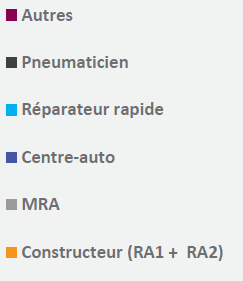 Autres
Pneumaticien
Réparateur rapide
Centre-auto
MRA
Constructeur (RA1 + RA2)